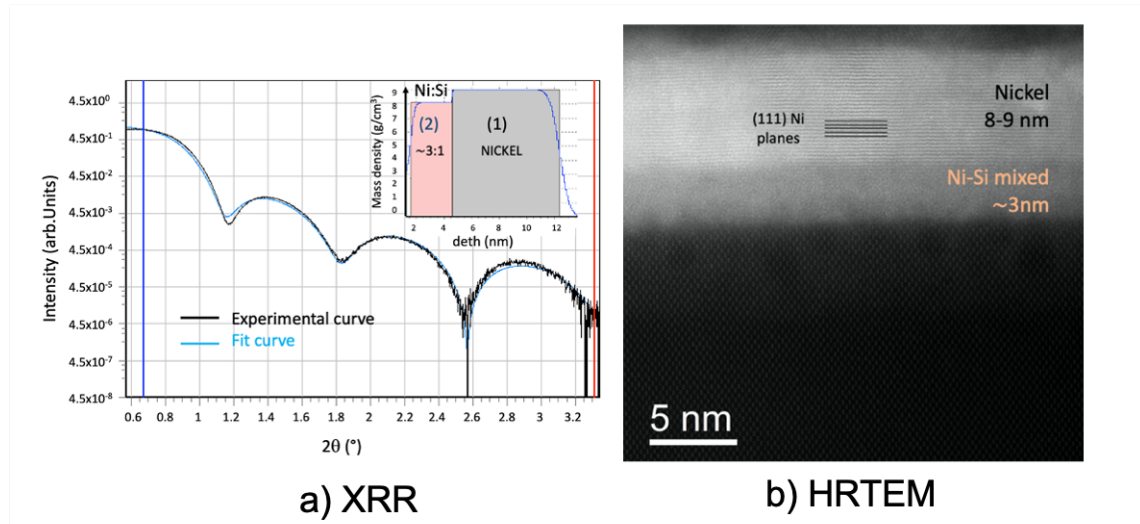 4.5x10⁰
4.5x10⁻¹
4.5x10⁻²
4.5x10⁻³
4.5x10⁻⁴
4.5x10⁻⁵
4.5x10⁻⁶
4.5x10⁻⁷
4.5x10⁻⁸
Intensity (arb.Units)
0.6 0.8 1 1.2 1.4 1.6 1.8 2 2.2 2.4 2.6 2.8 3 3.2
2θ (°)
Experimental curve
Fit curve
Ni:Si
(2) (1)
~3:1 NICKEL
9
8
7
6
5
4
3
2
1
0
Mass density (g/cm³)
2 4 6 8 10 12
deth (nm)
a) XRR
Nickel
8-9 nm
(111) Ni
planes
Ni-Si mixed
~3nm
5 nm
b) HRTEM